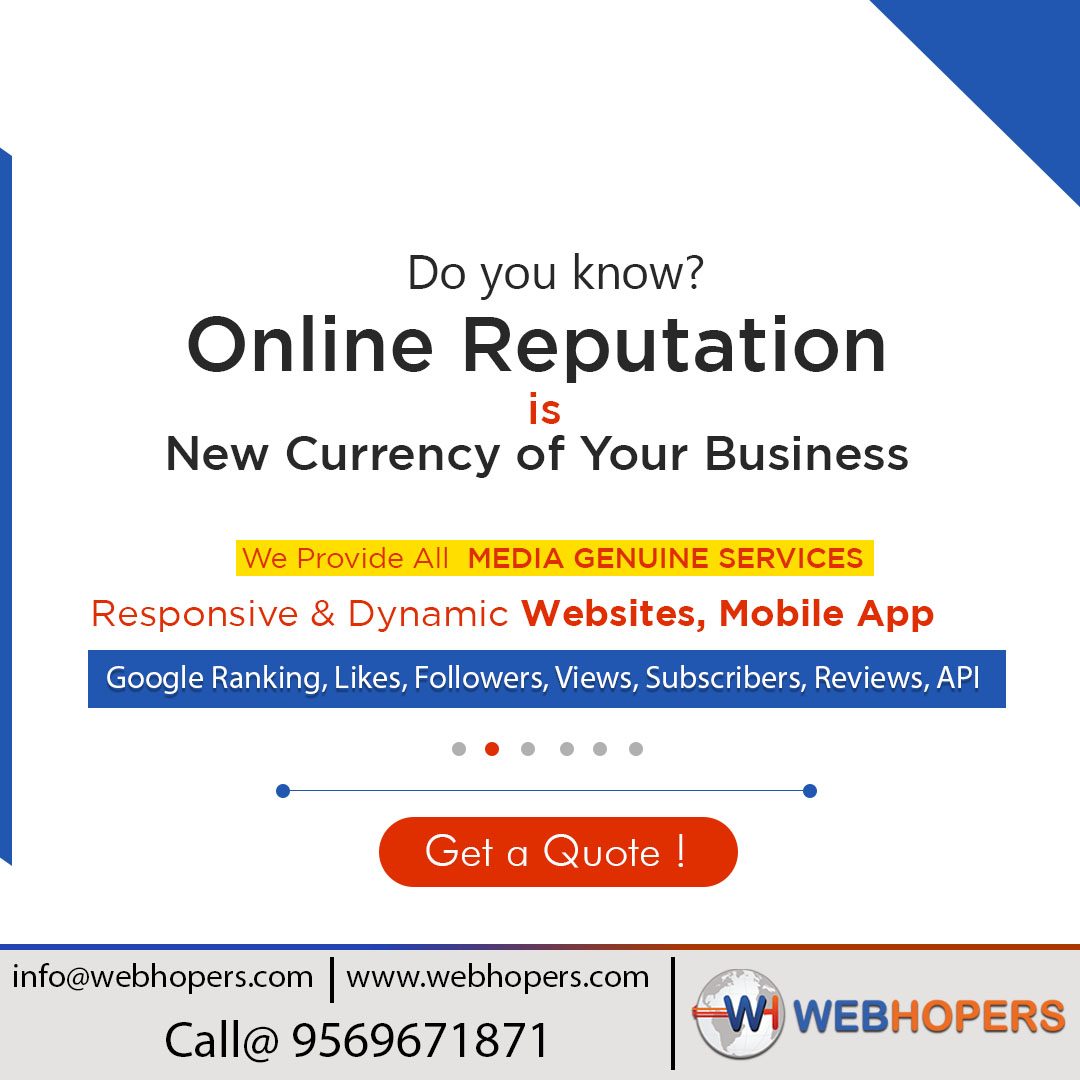 Do you know?
Online Reputation
is
New Currency of Your Business
We Provide All MEDIA GENUINE SERVICES
Responsive & Dynamic Websites, Mobile App
Google Ranking, Likes, Followers, Views, Subscribers, Reviews, API
Get a Quote !
info@webhopers.com | www.webhopers.com
Call@ 9569671871
WH WEBHOPERS